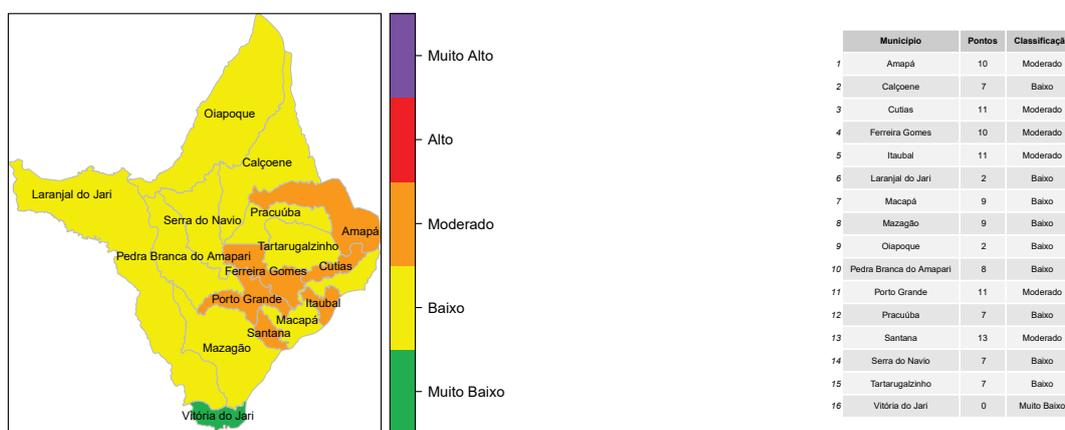 Oiapoque
Calçoene
Laranjal do Jari
Serra do Navio
Pracuúba
Amapá
Tartarugalzinho
Pedra Branca do Amapari
Cutias
Ferreira Gomes
Porto Grande
Itaubal
Macapá
Santana
Mazagão
Vitória do Jari
Muito Alto
Alto
Moderado
Baixo
Muito Baixo
Município Pontos Classificaçã
1 Amapá 10 Moderado
2 Calçoene 7 Baixo
3 Cutias 11 Moderado
4 Ferreira Gomes 10 Moderado
5 Itaubal 11 Moderado
6 Laranjal do Jari 2 Baixo
7 Macapá 9 Baixo
8 Mazagão 9 Baixo
9 Oiapoque 2 Baixo
10 Pedra Branca do Amapari 8 Baixo
11 Porto Grande 11 Moderado
12 Pracuúba 7 Baixo
13 Santana 13 Moderado
14 Serra do Navio 7 Baixo
15 Tartarugalzinho 7 Baixo
16 Vitória do Jari 0 Muito Baixo